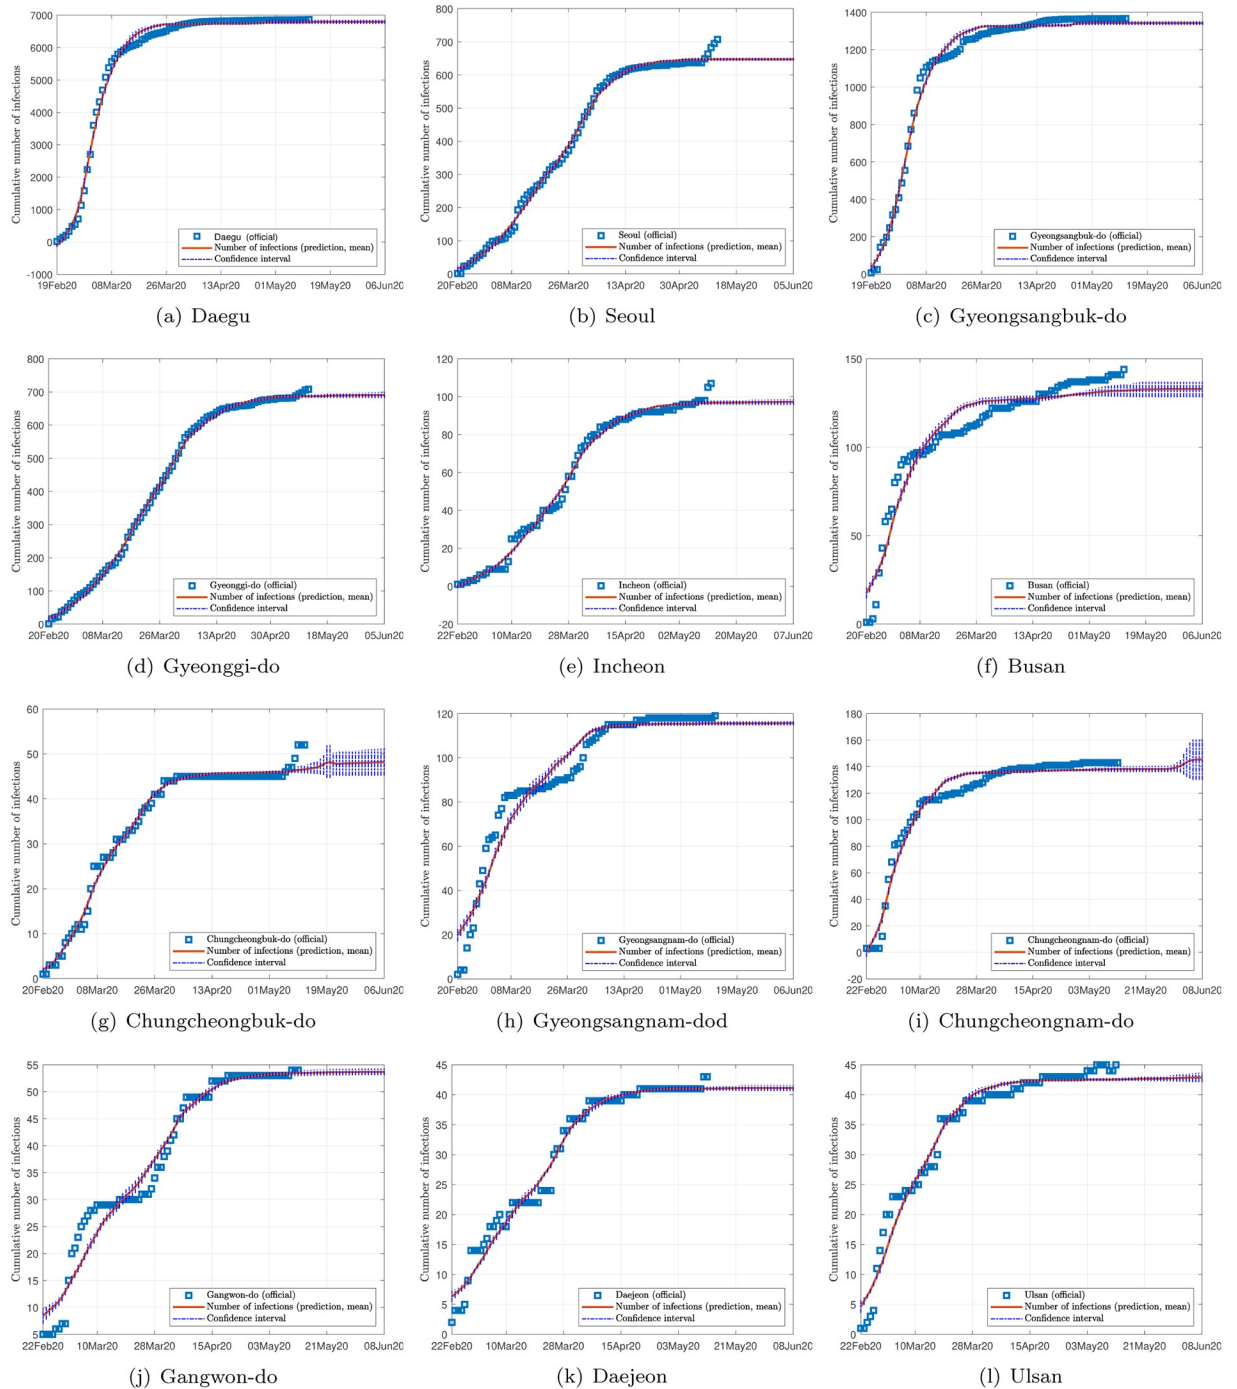 7000
6000
5000
4000
3000
2000
1000
0
-1000
Cumulative number of infections
Daegu (official)
Number of infections (prediction, mean)
Confidence interval
19Feb20 08Mar20 26Mar20 13Apr20 01May20 19May20 06Jun20
(a) Daegu
800
700
600
500
400
300
200
100
0
Cumulative number of infections
Seoul (official)
Number of infections (prediction, mean)
Confidence interval
20Feb20 08Mar20 26Mar20 13Apr20 30Apr20 18May20 05Jun20
(b) Seoul
1400
1200
1000
800
600
400
200
0
Cumulative number of infections
Gyeongsangbuk-do (official)
Number of infections (prediction, mean)
Confidence interval
19Feb20 08Mar20 26Mar20 13Apr20 01May20 19May20 06Jun20
(c) Gyeongsangbuk-do
800
700
600
500
400
300
200
100
0
Cumulative number of infections
Gyeonggi-do (official)
Number of infections (prediction, mean)
Confidence interval
20Feb20 08Mar20 26Mar20 13Apr20 30Apr20 18May20 05Jun20
(d) Gyeonggi-do
120
100
80
60
40
20
0
-20
Cumulative number of infections
Incheon (official)
Number of infections (prediction, mean)
Confidence interval
22Feb20 10Mar20 28Mar20 15Apr20 02May20 20May20 07Jun20
(e) Incheon
150
100
50
0
Cumulative number of infections
Busan (official)
Number of infections (prediction, mean)
Confidence interval
20Feb20 08Mar20 26Mar20 13Apr20 01May20 19May20 06Jun20
(f) Busan
60
50
40
30
20
10
0
Cumulative number of infections
Chungcheongbuk-do (official)
Number of infections (prediction, mean)
Confidence interval
20Feb20 08Mar20 26Mar20 13Apr20 01May20 19May20 06Jun20
(g) Chungcheongbuk-do
120
100
80
60
40
20
0
Cumulative number of infections
Gyeongsangnam-do (official)
Number of infections (prediction, mean)
Confidence interval
20Feb20 08Mar20 26Mar20 13Apr20 01May20 19May20 06Jun20
(h) Gyeongsangnam-dod
180
160
140
120
100
80
60
40
20
0
-20
Cumulative number of infections
Chungcheongnam-do (official)
Number of infections (prediction, mean)
Confidence interval
22Feb20 10Mar20 28Mar20 15Apr20 03May20 21May20 08Jun20
(i) Chungcheongnam-do
55
50
45
40
35
30
25
20
15
10
5
Cumulative number of infections
Gangwon-do (official)
Number of infections (prediction, mean)
Confidence interval
22Feb20 10Mar20 28Mar20 15Apr20 03May20 21May20 08Jun20
(j) Gangwon-do
45
40
35
30
25
20
15
10
5
0
Cumulative number of infections
Daejeon (official)
Number of infections (prediction, mean)
Confidence interval
22Feb20 10Mar20 28Mar20 15Apr20 03May20 21May20 08Jun20
(k) Daejeon
45
40
35
30
25
20
15
10
5
0
Cumulative number of infections
Ulsan (official)
Number of infections (prediction, mean)
Confidence interval
22Feb20 10Mar20 28Mar20 15Apr20 03May20 21May20 08Jun20
(l) Ulsan